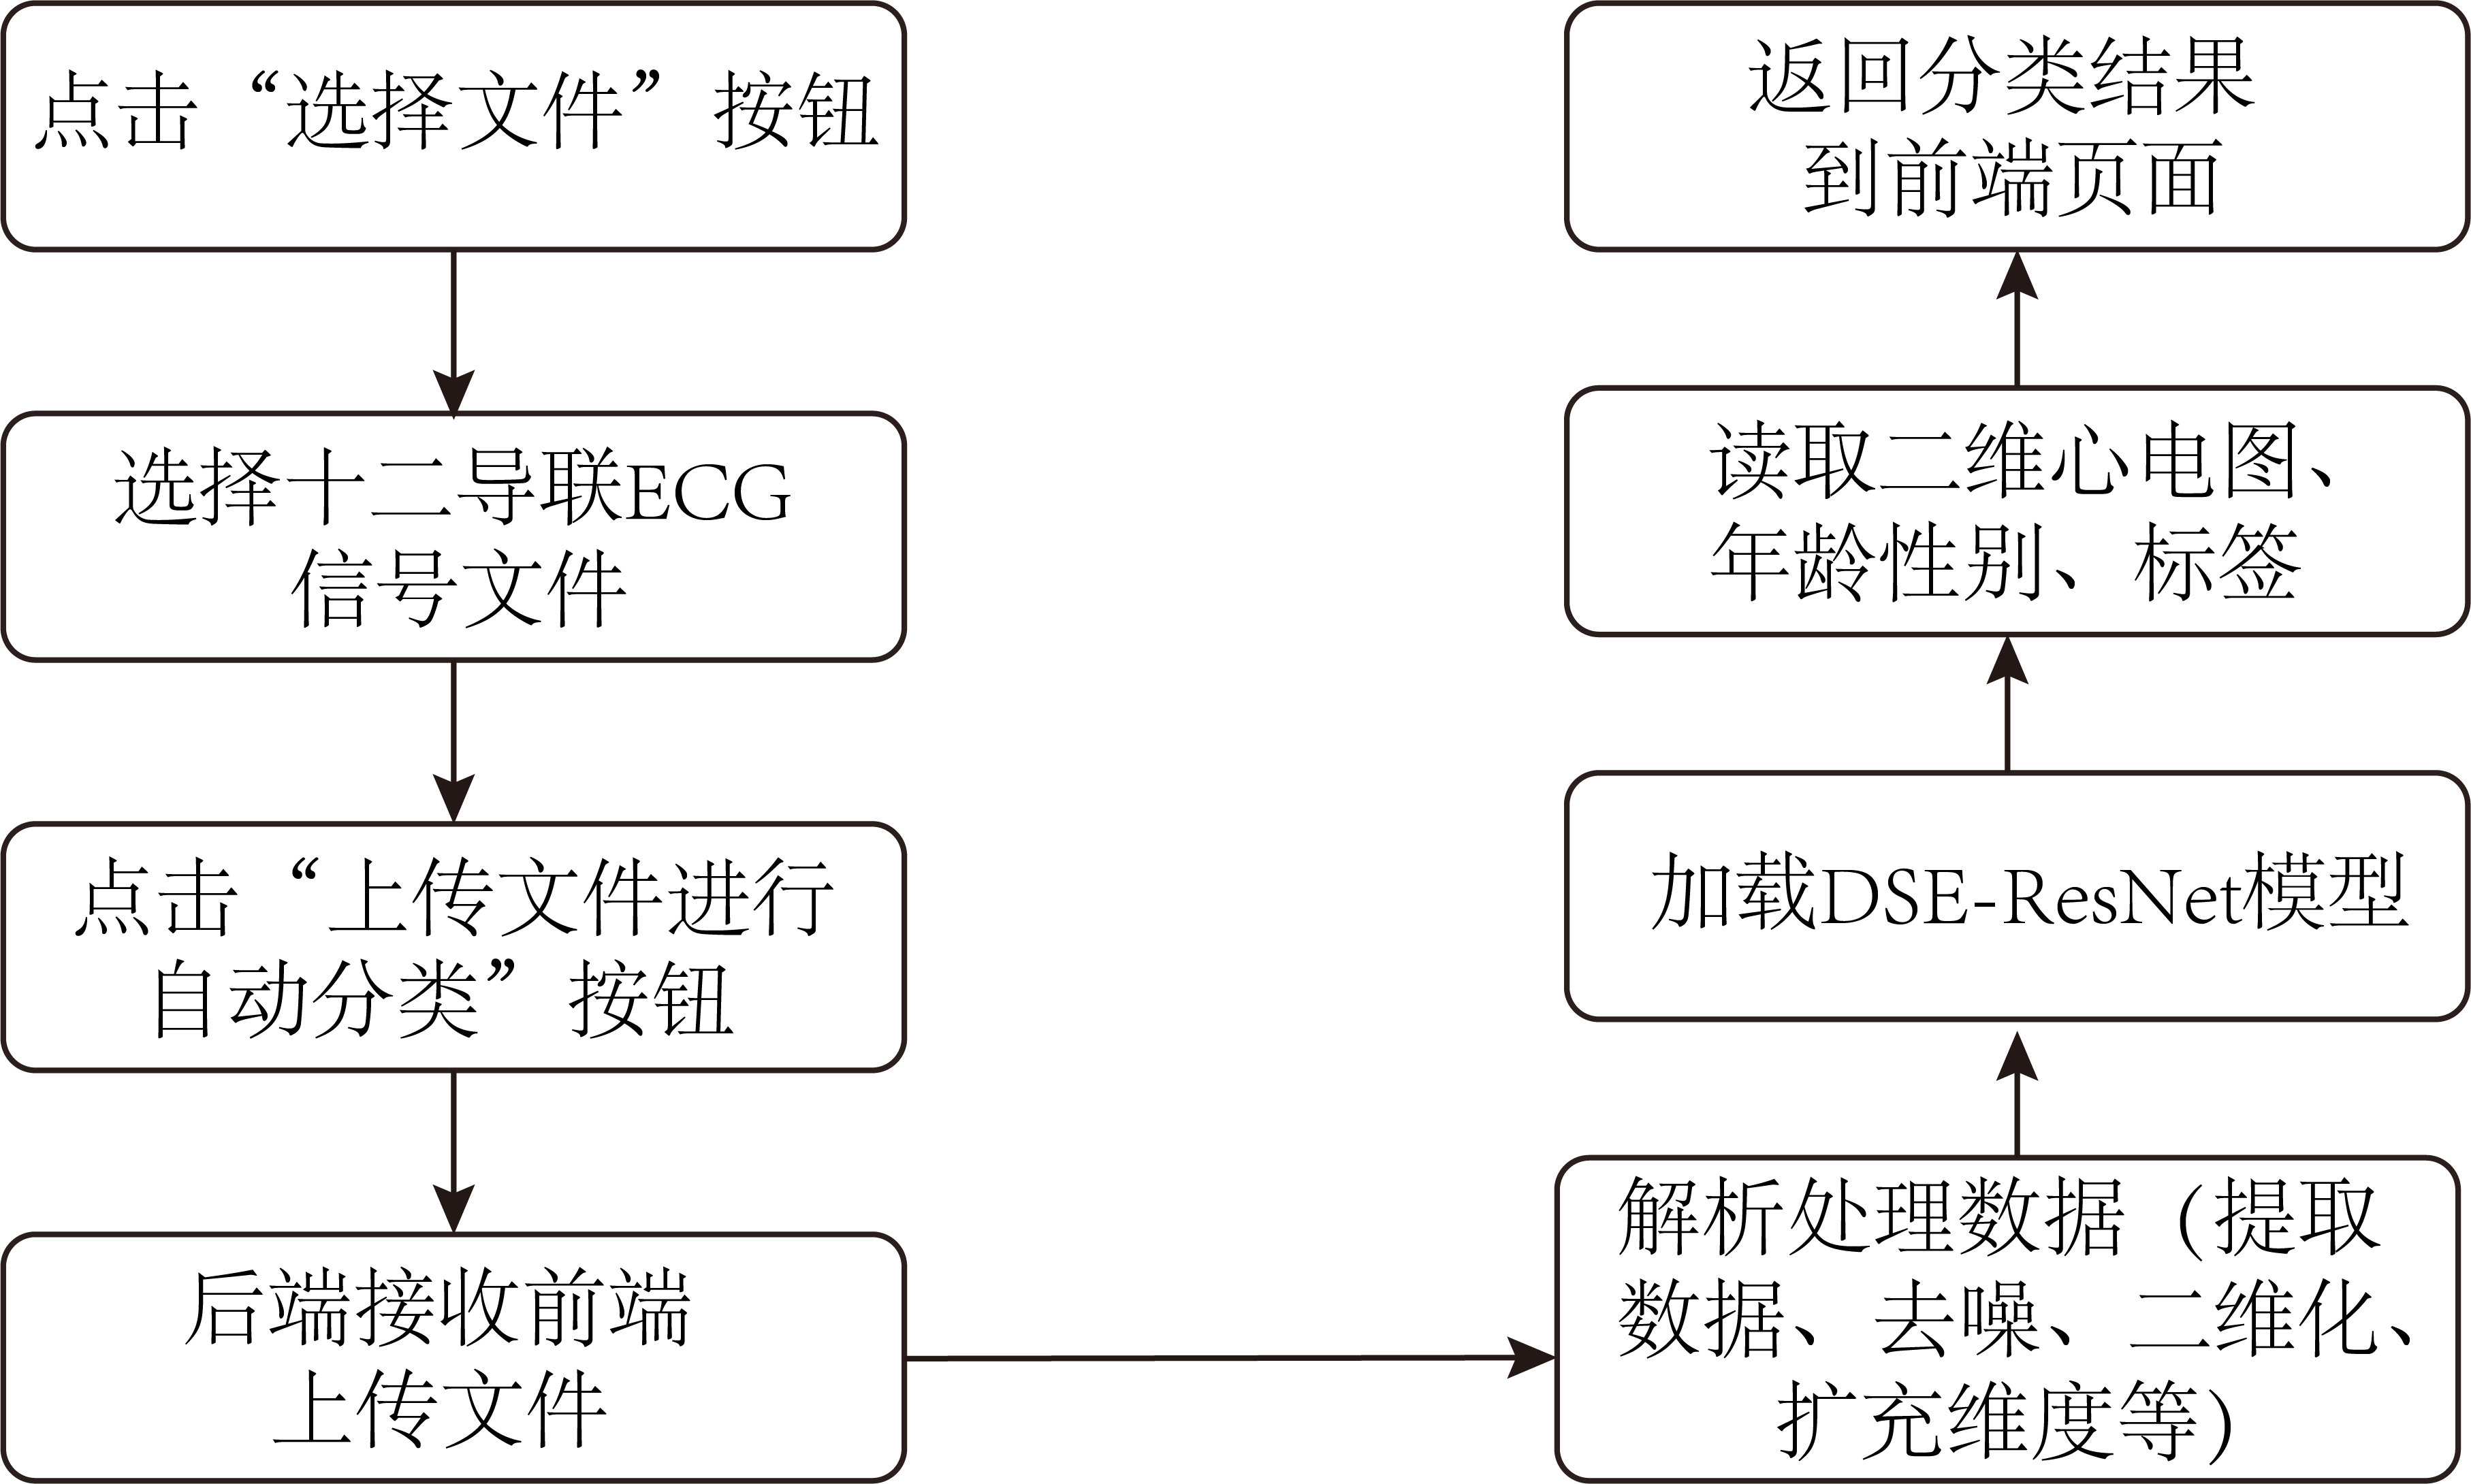 点击“选择文件”按钮
选择十二导联ECG
信号文件
点击“上传文件进行
自动分类”按钮
后端接收前端
上传文件
解析处理数据（提取
数据、去噪、二维化、
扩充维度等）
加载DSE-ResNet模型
读取二维心电图、
年龄性别、标签
返回分类结果
到前端页面